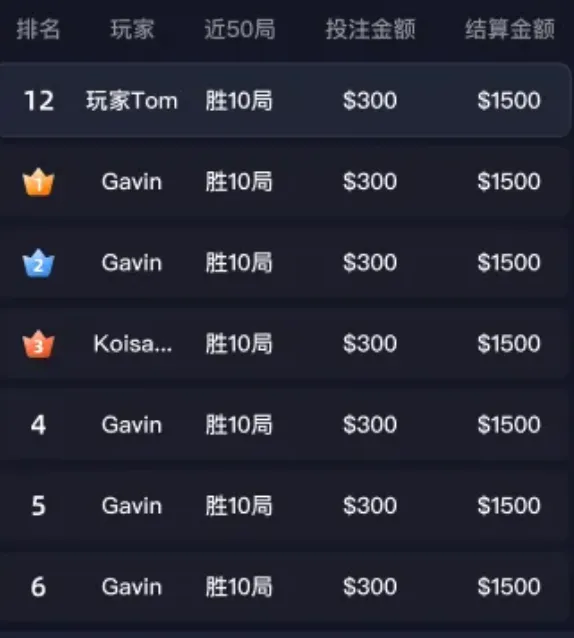 排名 玩家 近50局 投注金额 结算金额
12 玩家Tom 胜10局 $300 $1500
1 Gavin 胜10局 $300 $1500
2 Gavin 胜10局 $300 $1500
3 Koisa... 胜10局 $300 $1500
4 Gavin 胜10局 $300 $1500
5 Gavin 胜10局 $300 $1500
6 Gavin 胜10局 $300 $1500